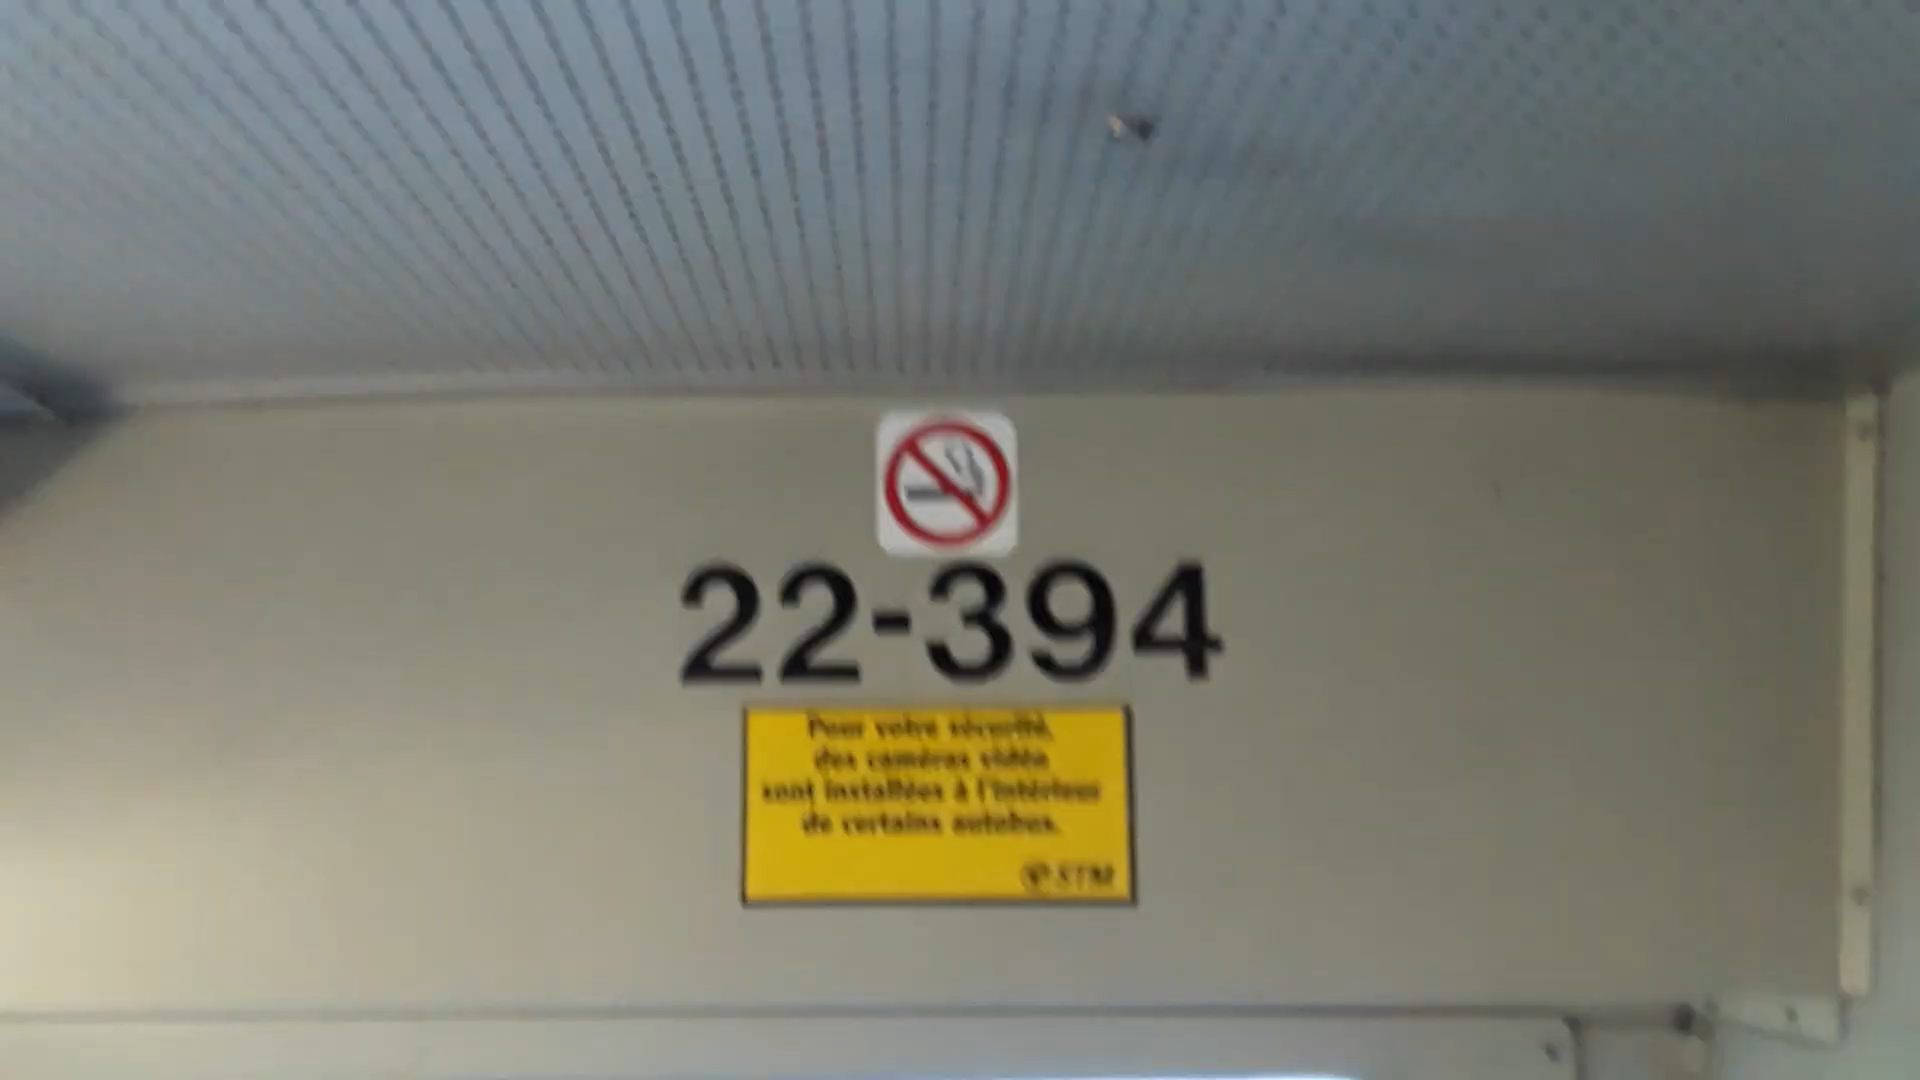 22-394
Pour votre sécurité,
des caméras vidéo
sont installées à l'intérieur
de certains autobus.
STM